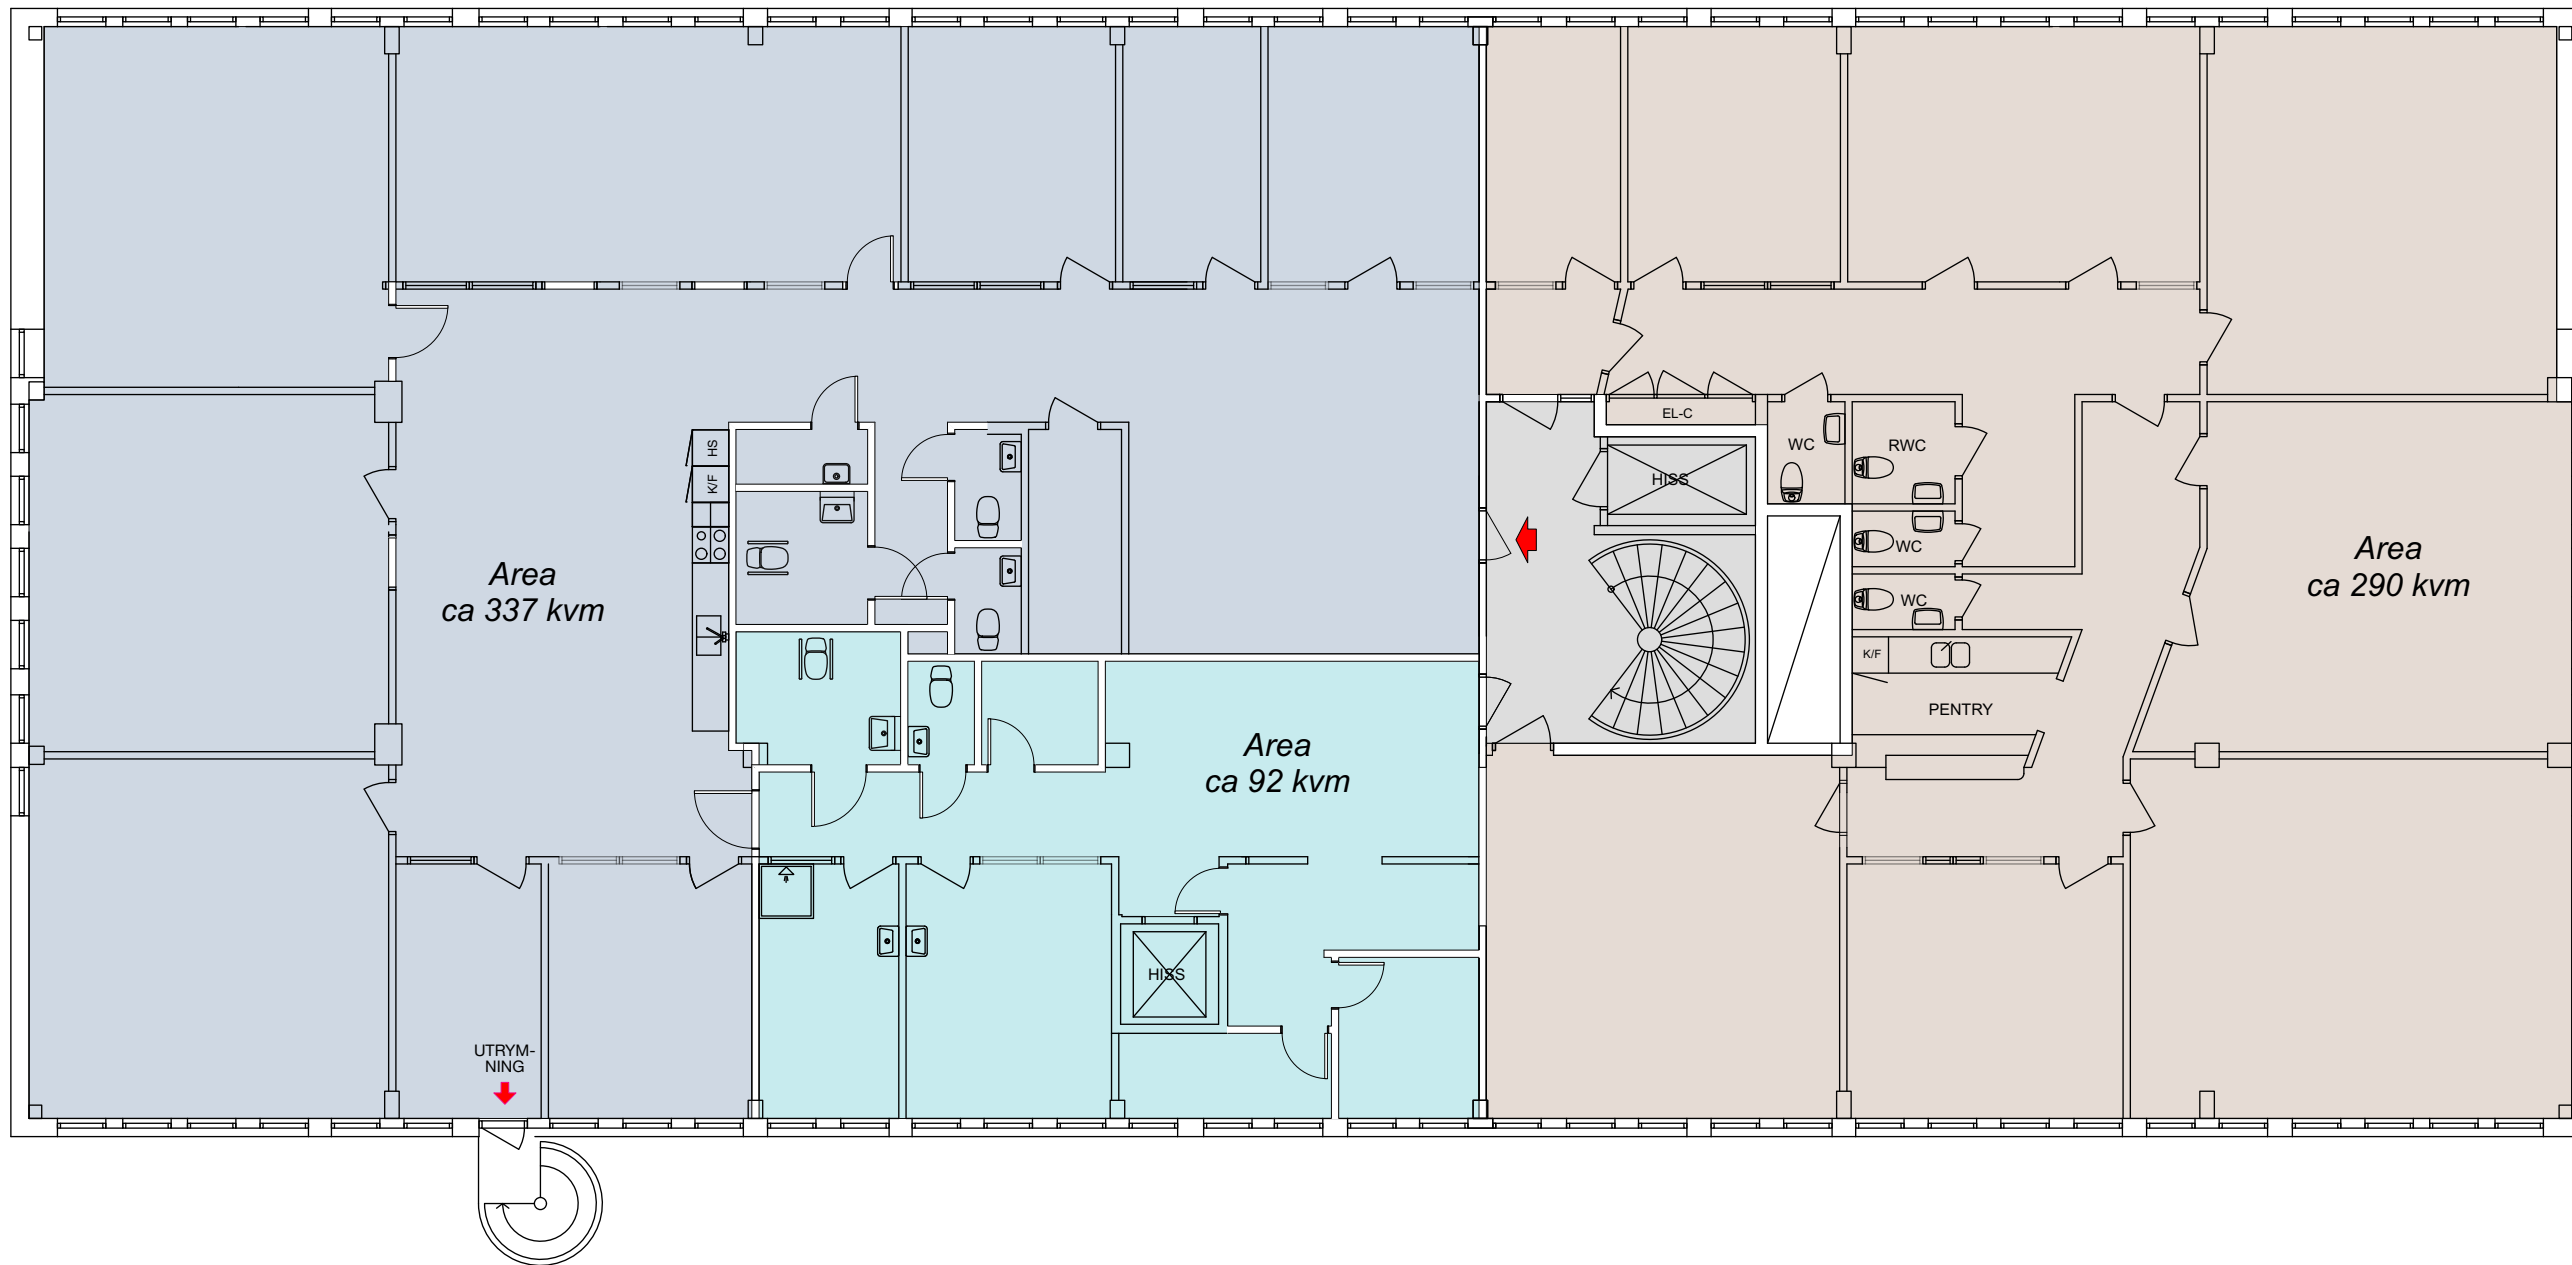 EL-C
WC
RWC
HS
K/F
HISS
WC
Area
ca 337 kvm
Area
ca 290 kvm
WC
K/F
PENTRY
Area
ca 92 kvm
HISS
UTRYM-
NING